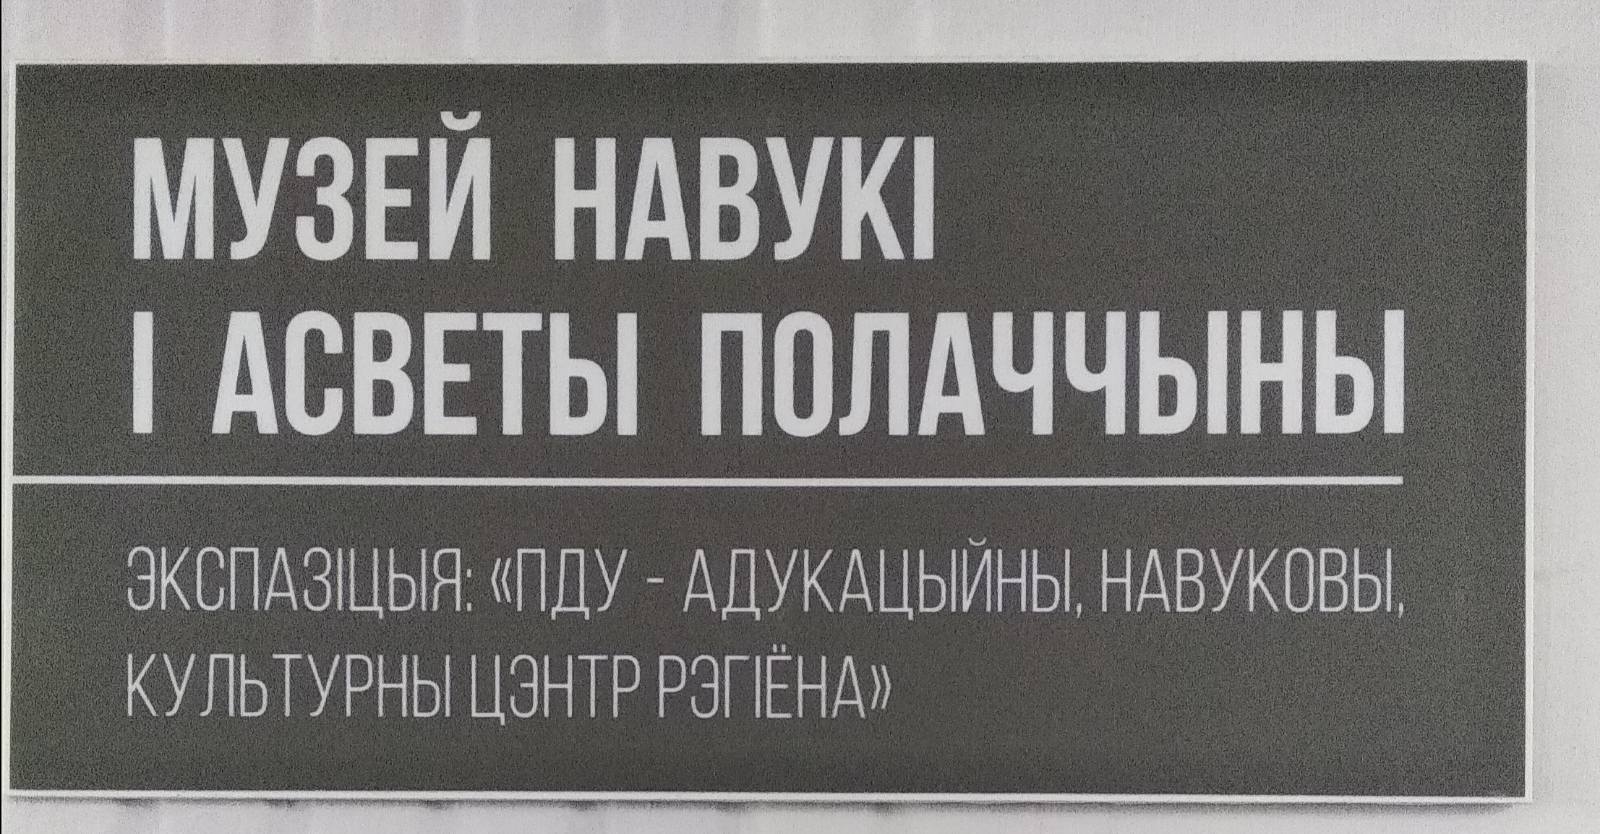 МУЗЕЙ НАВУКІ
І АСВЕТЫ ПОЛАЧЧЫНЫ
ЭКСПАЗІЦЫЯ: «ПДУ - АДУКАЦЫЙНЫ, НАВУКОВЫ,
КУЛЬТУРНЫ ЦЭНТР РЭГІЁНА»